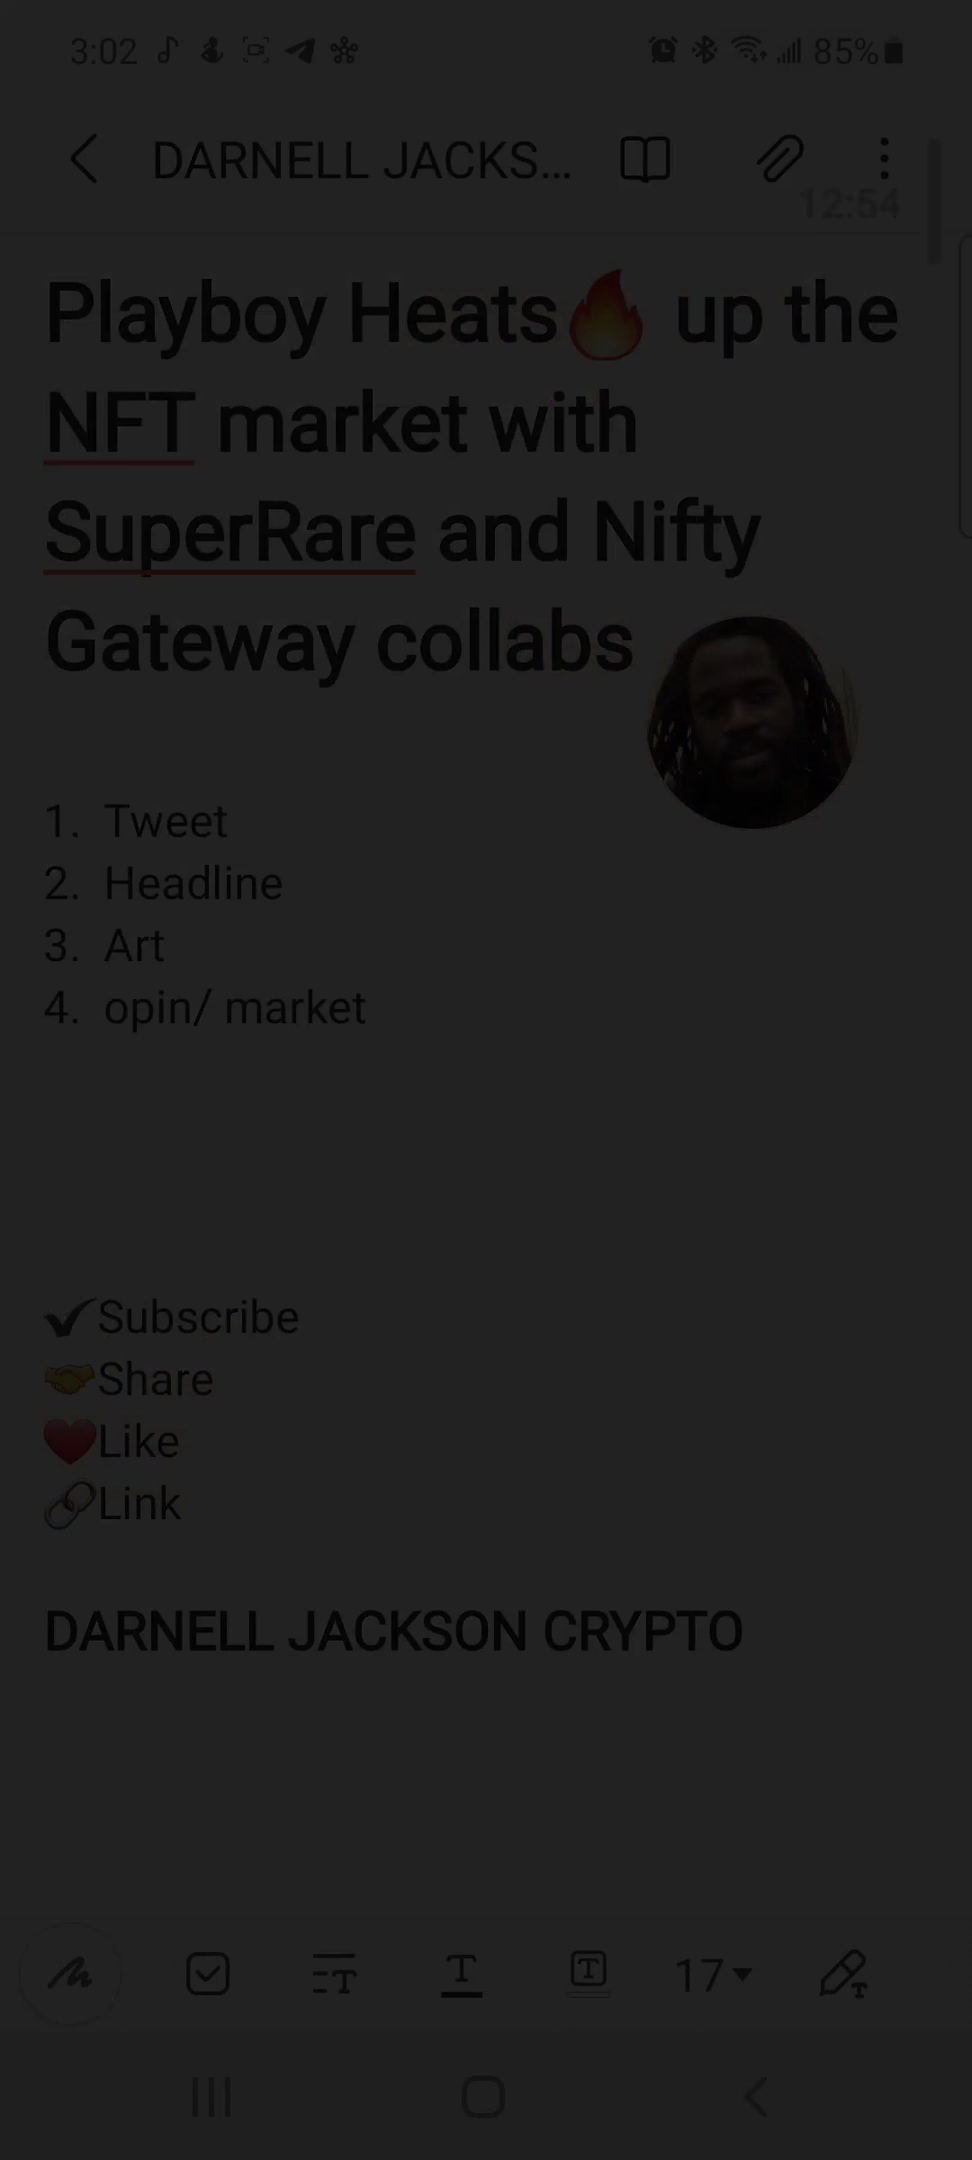 3:02 85%
DARNELL JACKS...
12:54
Playboy Heats🔥 up the
NFT market with
SuperRare and Nifty
Gateway collabs
1. Tweet
2. Headline
3. Art
4. opin/ market
✔Subscribe
🤝Share
❤Like
🔗Link
DARNELL JACKSON CRYPTO
17